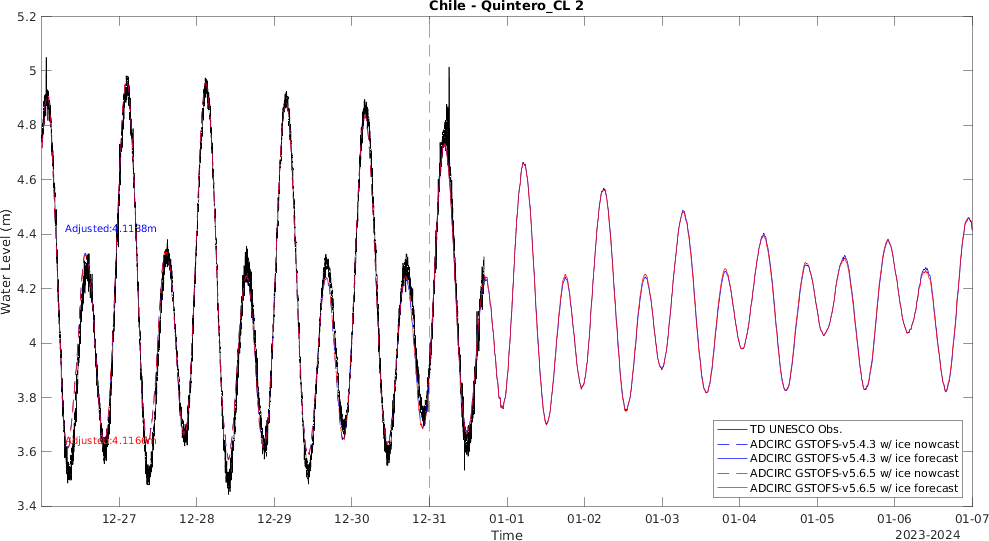 Chile - Quintero_CL 2
5.2
5
4.8
4.6
4.4
4.2
4
3.8
3.6
3.4
Water Level (m)
Adjusted:4.1138m
Adjusted:4.1166m
TD UNESCO Obs.
ADCIRC GSTOFS-v5.4.3 w/ ice nowcast
ADCIRC GSTOFS-v5.4.3 w/ ice forecast
ADCIRC GSTOFS-v5.6.5 w/ ice nowcast
ADCIRC GSTOFS-v5.6.5 w/ ice forecast
12-27 12-28 12-29 12-30 12-31 01-01 01-02 01-03 01-04 01-05 01-06 01-07
Time
2023-2024